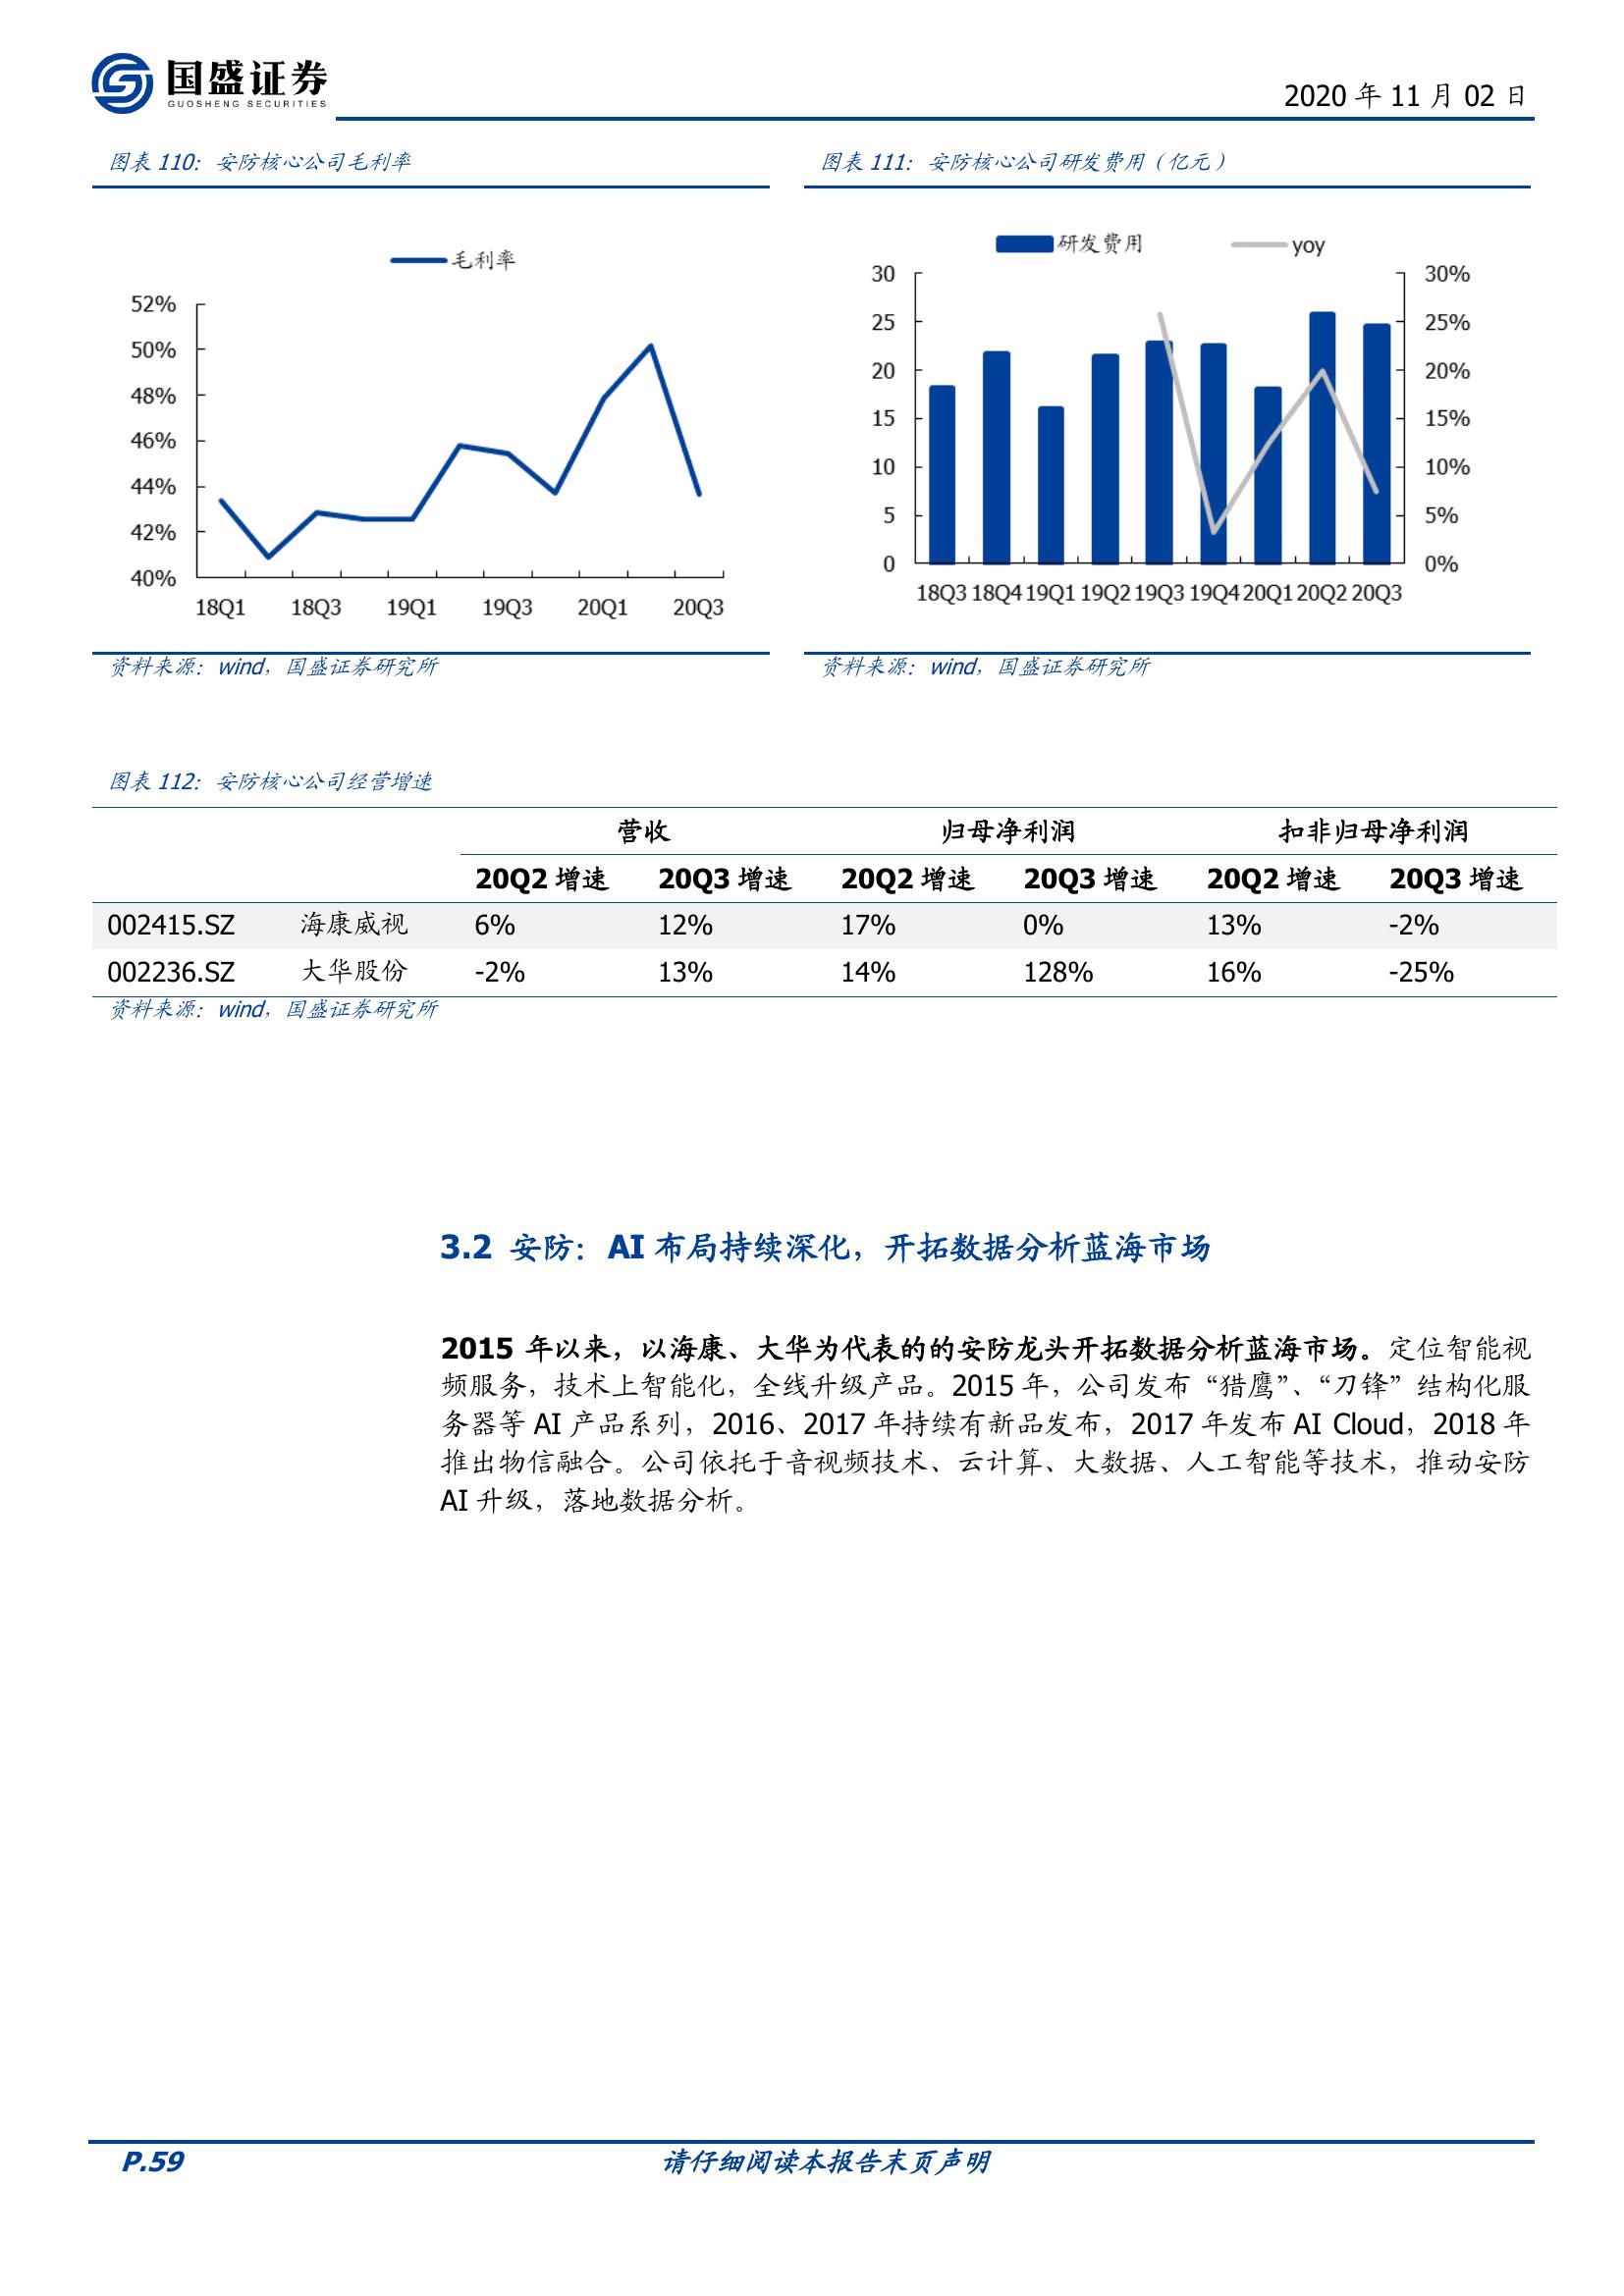 国盛证券
GUOSHENG SECURITIES
2020 年 11 月 02 日
图表 110：安防核心公司毛利率
毛利率
52%
50%
48%
46%
44%
42%
40%
18Q1 18Q3 19Q1 19Q3 20Q1 20Q3
资料来源：wind，国盛证券研究所
图表 111：安防核心公司研发费用（亿元）
研发费用 yoy
30 30%
25 25%
20 20%
15 15%
10 10%
5 5%
0 0%
18Q3 18Q4 19Q1 19Q2 19Q3 19Q4 20Q1 20Q2 20Q3
资料来源：wind，国盛证券研究所
图表 112：安防核心公司经营增速
营收 归母净利润 扣非归母净利润
20Q2 增速 20Q3 增速 20Q2 增速 20Q3 增速 20Q2 增速 20Q3 增速
002415.SZ 海康威视 6% 12% 17% 0% 13% -2%
002236.SZ 大华股份 -2% 13% 14% 128% 16% -25%
资料来源：wind，国盛证券研究所
3.2 安防：AI 布局持续深化，开拓数据分析蓝海市场
2015 年以来，以海康、大华为代表的的安防龙头开拓数据分析蓝海市场。定位智能视
频服务，技术上智能化，全线升级产品。2015 年，公司发布“猎鹰”、“刀锋”结构化服
务器等 AI 产品系列，2016、2017 年持续有新品发布，2017 年发布 AI Cloud，2018 年
推出物信融合。公司依托于音视频技术、云计算、大数据、人工智能等技术，推动安防
AI 升级，落地数据分析。
P.59 请仔细阅读本报告末页声明